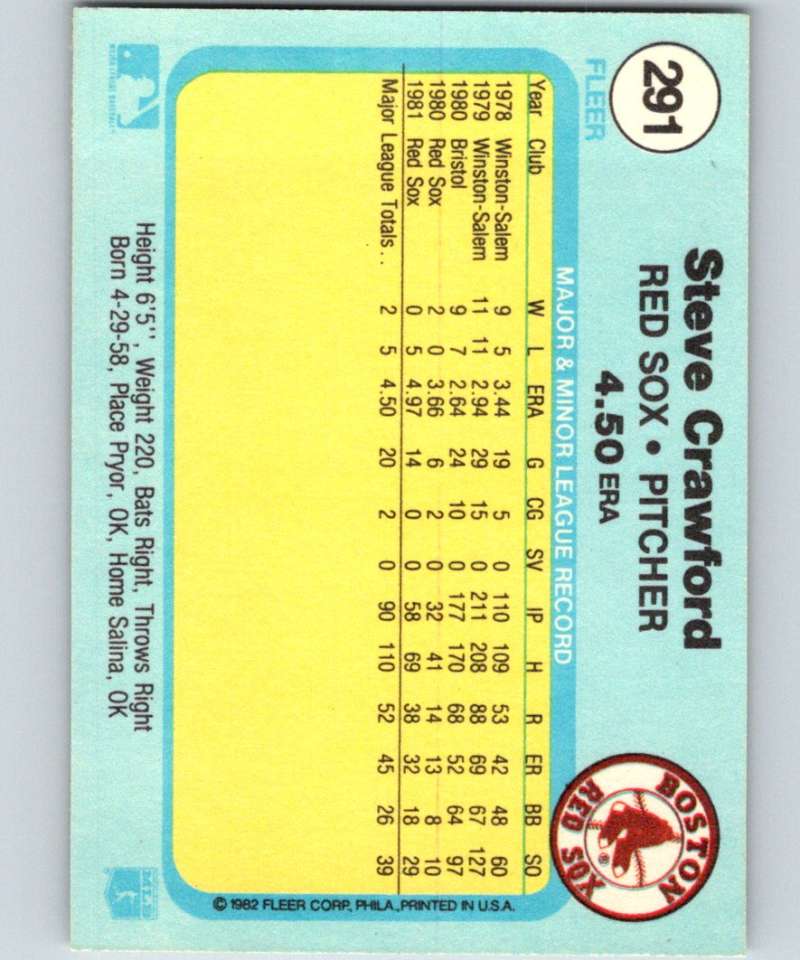 291
FLEER
Steve Crawford
RED SOX • PITCHER
4.50 ERA
BOSTON
RED SOX
®
MAJOR & MINOR LEAGUE RECORD
Year Club W L ERA G CG SV IP H R ER BB SO
1978 Winston-Salem 9 5 3.44 19 5 0 110 109 53 42 48 60
1979 Winston-Salem 11 11 2.94 29 15 0 211 208 88 69 67 127
1980 Bristol 9 7 2.64 24 10 0 177 170 68 52 64 97
1980 Red Sox 2 0 3.66 6 2 0 32 41 14 13 8 10
1981 Red Sox 0 5 4.97 14 0 0 58 69 38 32 18 29
Major League Totals . . 2 5 4.50 20 2 0 90 110 52 45 26 39
© 1982 FLEER CORP., PHILA., PRINTED IN U.S.A.
Height 6'5", Weight 220, Bats Right, Throws Right
Born 4-29-58, Place Pryor, OK, Home Salina, OK